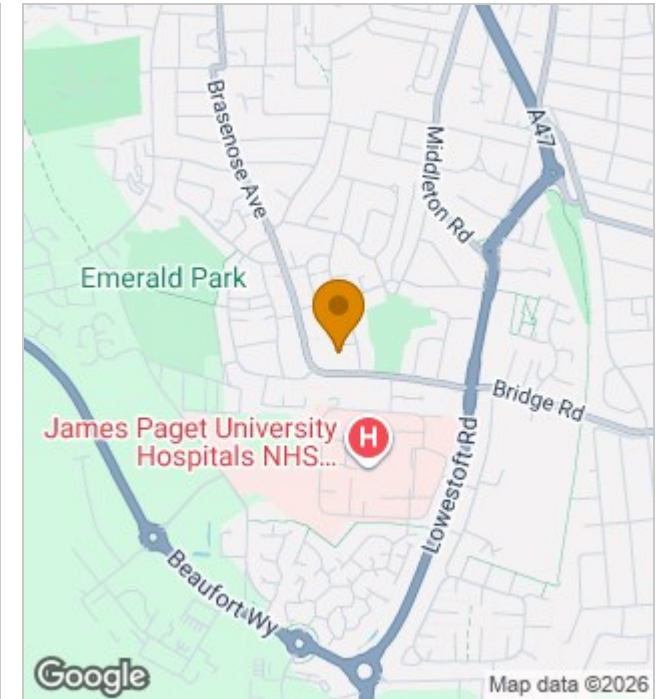 Brasenose Ave
A47
Middleton Rd
Emerald Park
Bridge Rd
James Paget University
Hospitals NHS...
H
Lowestoft Rd
Beaufort Wy
Google
Map data ©2026